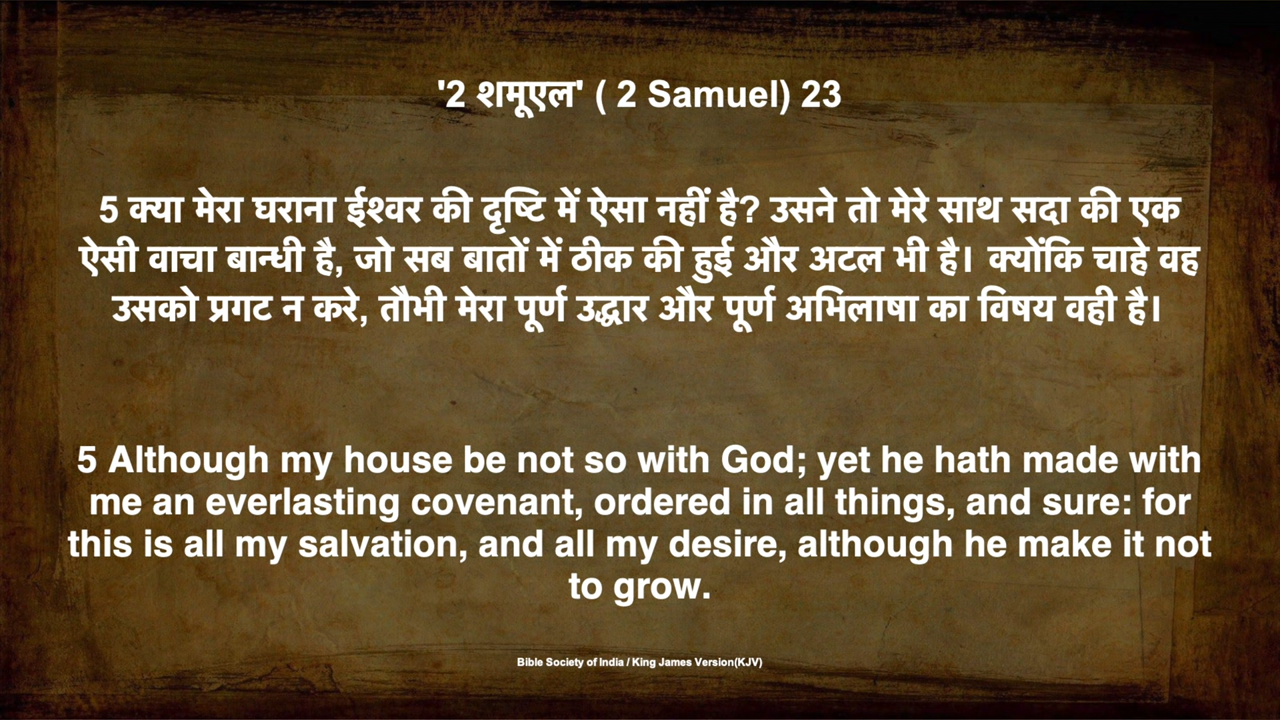 '2 शमूएल' ( 2 Samuel) 23
5 क्या मेरा घराना ईश्वर की दृष्टि में ऐसा नहीं है? उसने तो मेरे साथ सदा की एक
ऐसी वाचा बान्धी है, जो सब बातों में ठीक की हुई और अटल भी है। क्योंकि चाहे वह
उसको प्रगट न करे, तौभी मेरा पूर्ण उद्धार और पूर्ण अभिलाषा का विषय वही है।
5 Although my house be not so with God; yet he hath made with
me an everlasting covenant, ordered in all things, and sure: for
this is all my salvation, and all my desire, although he make it not
to grow.
Bible Society of India / King James Version(KJV)